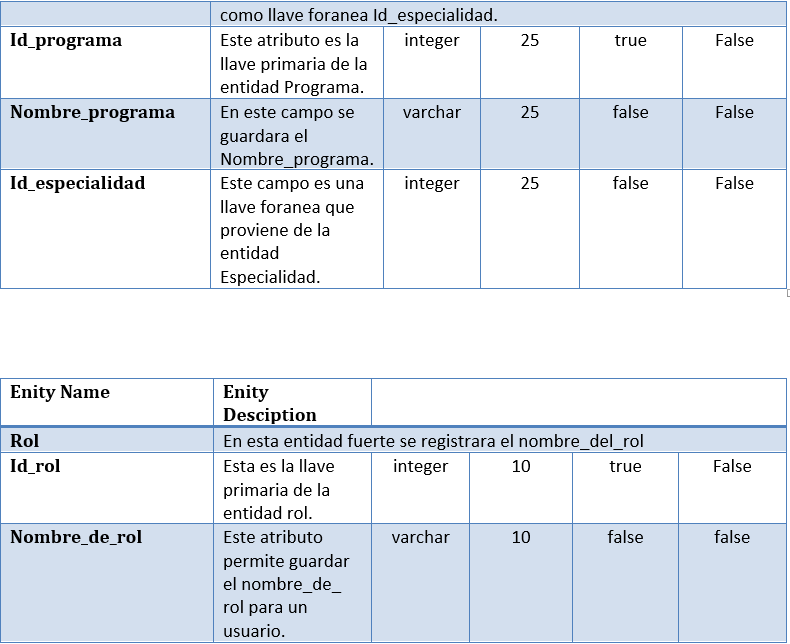 como llave foranea Id_especialidad.
Id_programa Este atributo es la integer 25 true False
llave primaria de la
entidad Programa.
Nombre_programa En este campo se varchar 25 false False
guardara el
Nombre_programa.
Id_especialidad Este campo es una integer 25 false False
llave foranea que
proviene de la
entidad
Especialidad.
Enity Name Enity
Desciption
Rol En esta entidad fuerte se registrara el nombre_del_rol
Id_rol Esta es la llave integer 10 true False
primaria de la
entidad rol.
Nombre_de_rol Este atributo varchar 10 false false
permite guardar
el nombre_de_
rol para un
usuario.